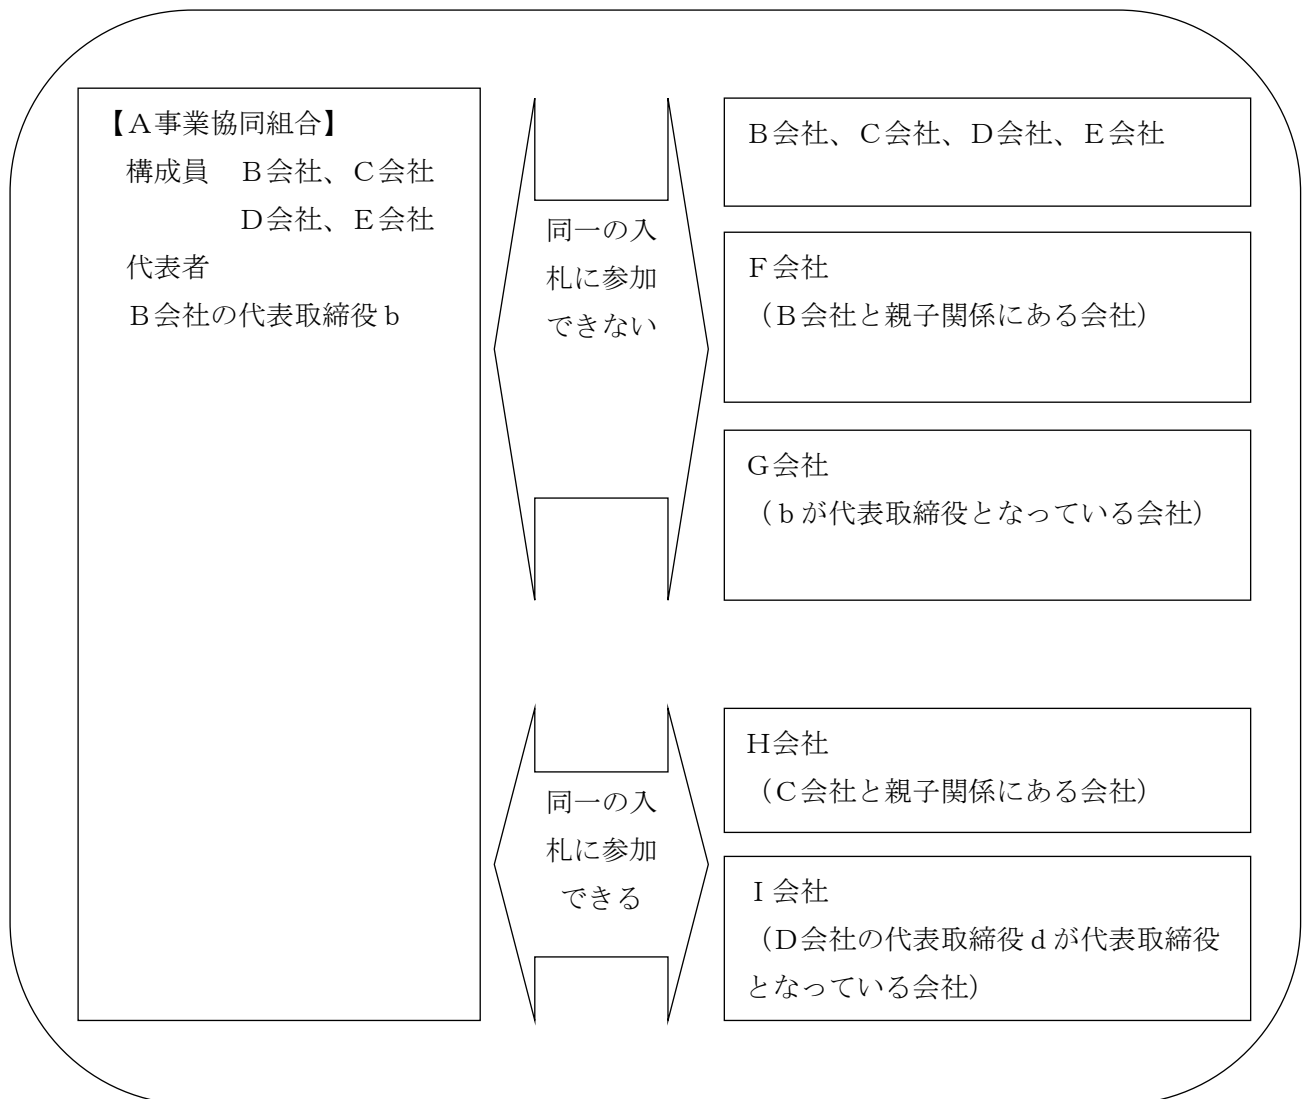 【Ａ事業協同組合】
構成員　Ｂ会社、Ｃ会社
Ｄ会社、Ｅ会社
代表者
Ｂ会社の代表取締役ｂ
同一の入
札に参加
できない
Ｂ会社、Ｃ会社、Ｄ会社、Ｅ会社
Ｆ会社
（Ｂ会社と親子関係にある会社）
Ｇ会社
（ｂが代表取締役となっている会社）
同一の入
札に参加
できる
Ｈ会社
（Ｃ会社と親子関係にある会社）
Ｉ会社
（Ｄ会社の代表取締役ｄが代表取締役
となっている会社）